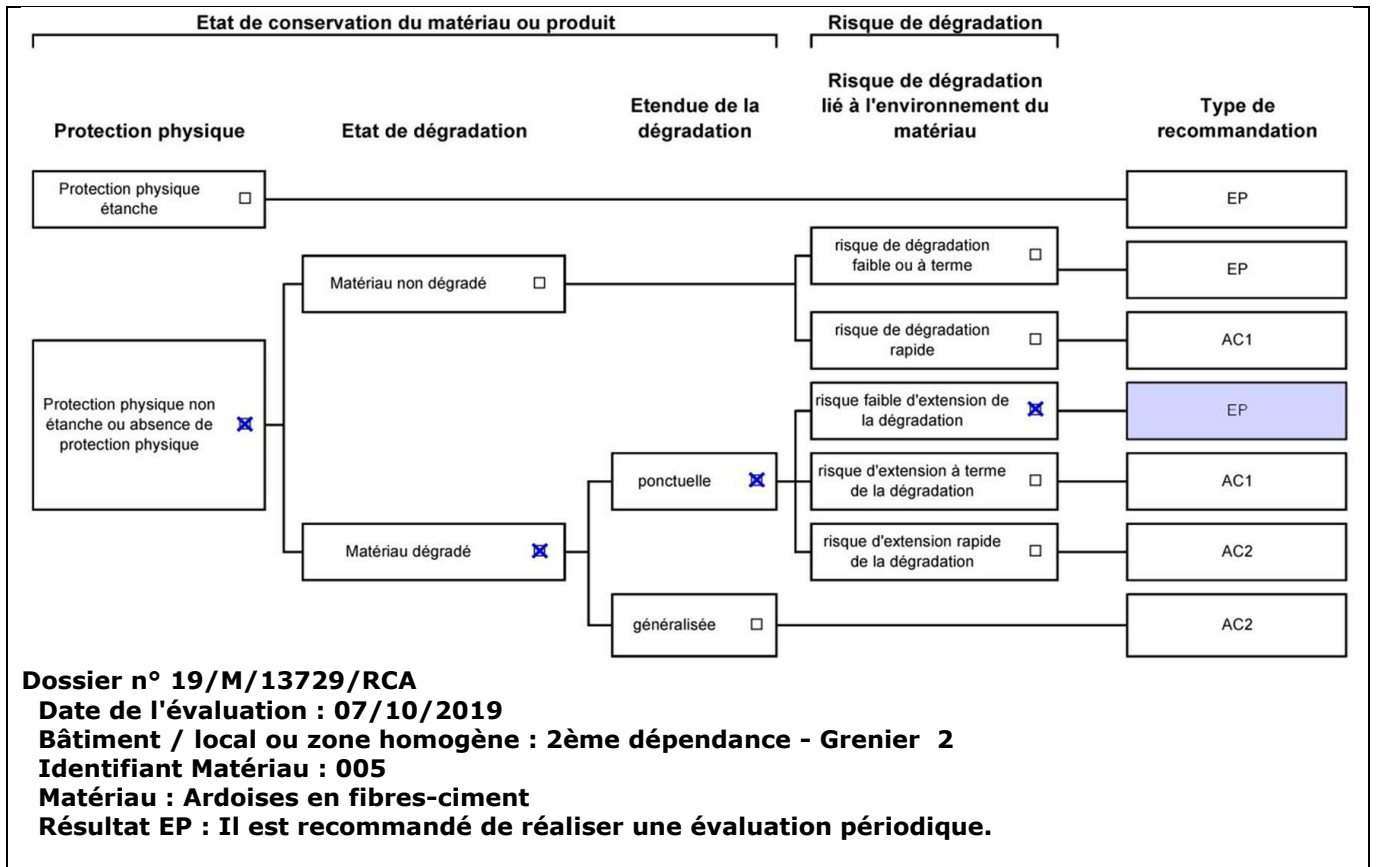 Etat de conservation du matériau ou produit
Risque de dégradation
Protection physique
Etat de dégradation
Etendue de la
dégradation
Risque de dégradation
lié à l'environnement du
matériau
Type de
recommandation
Protection physique
étanche
EP
risque de dégradation
faible ou à terme
EP
Matériau non dégradé
risque de dégradation
rapide
AC1
Protection physique non
étanche ou absence de
protection physique
risque faible d'extension de
la dégradation
EP
ponctuelle
risque d'extension à terme
de la dégradation
AC1
Matériau dégradé
risque d'extension rapide
de la dégradation
AC2
généralisée
AC2
Dossier n° 19/M/13729/RCA
Date de l'évaluation : 07/10/2019
Bâtiment / local ou zone homogène : 2ème dépendance - Grenier 2
Identifiant Matériau : 005
Matériau : Ardoises en fibres-ciment
Résultat EP : Il est recommandé de réaliser une évaluation périodique.